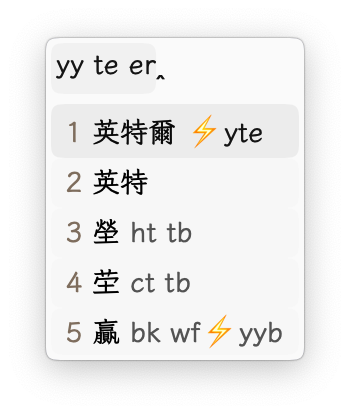 yy te er‸
1 英特爾 ⚡yte
2 英特
3 塋 ht tb
4 茔 ct tb
5 赢 bk wf⚡yyb